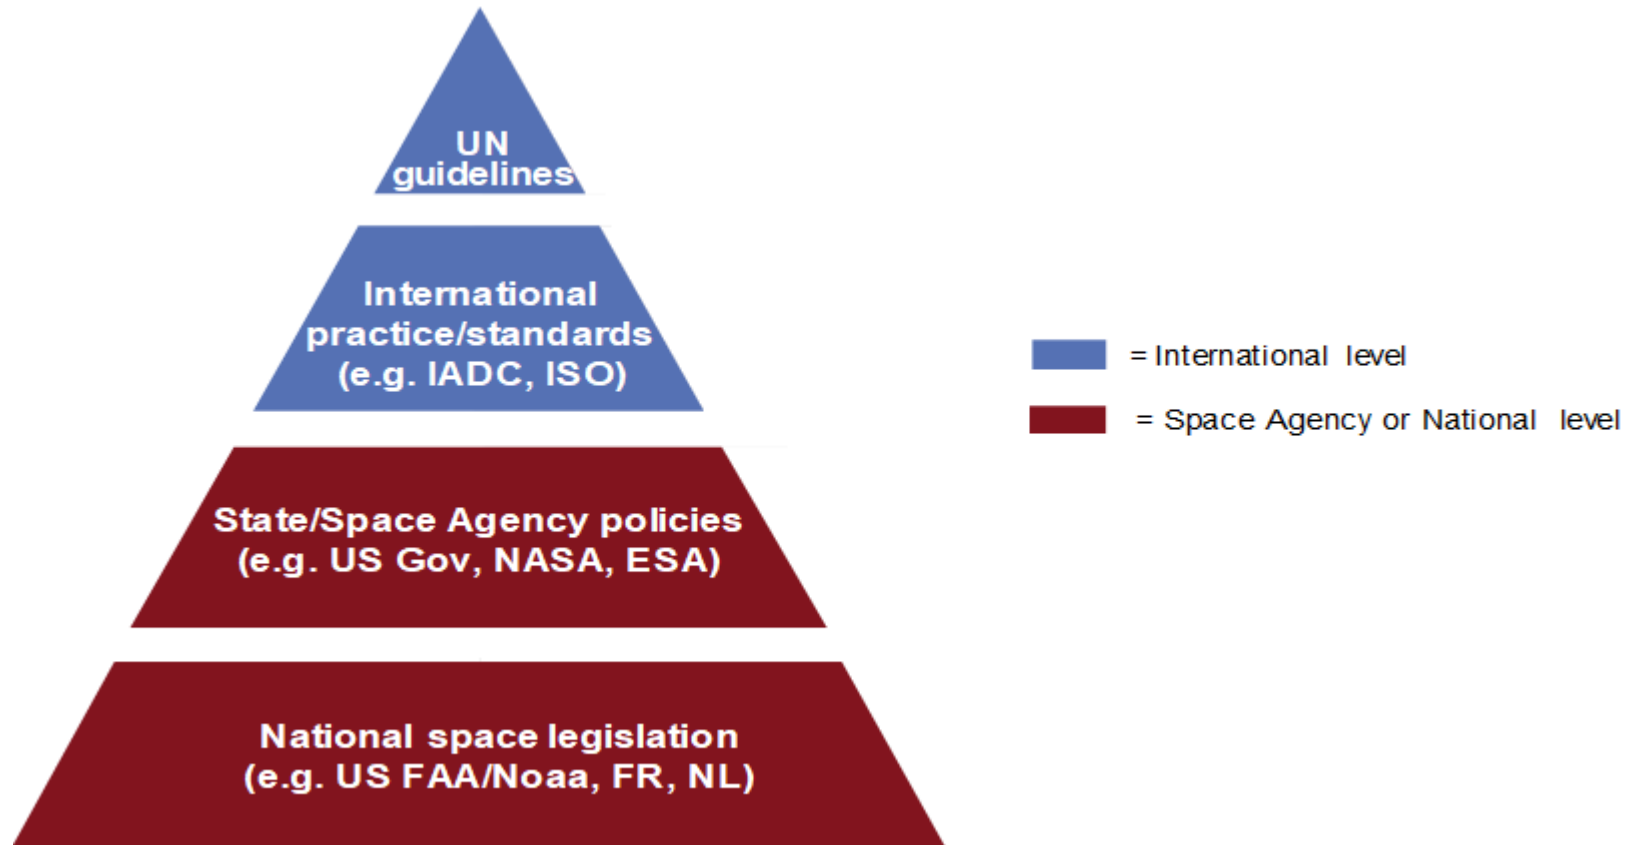 UN
guidelines
International
practice/standards
(e.g. IADC, ISO)
State/Space Agency policies
(e.g. US Gov, NASA, ESA)
National space legislation
(e.g. US FAA/Noaa, FR, NL)
= International level
= Space Agency or National level